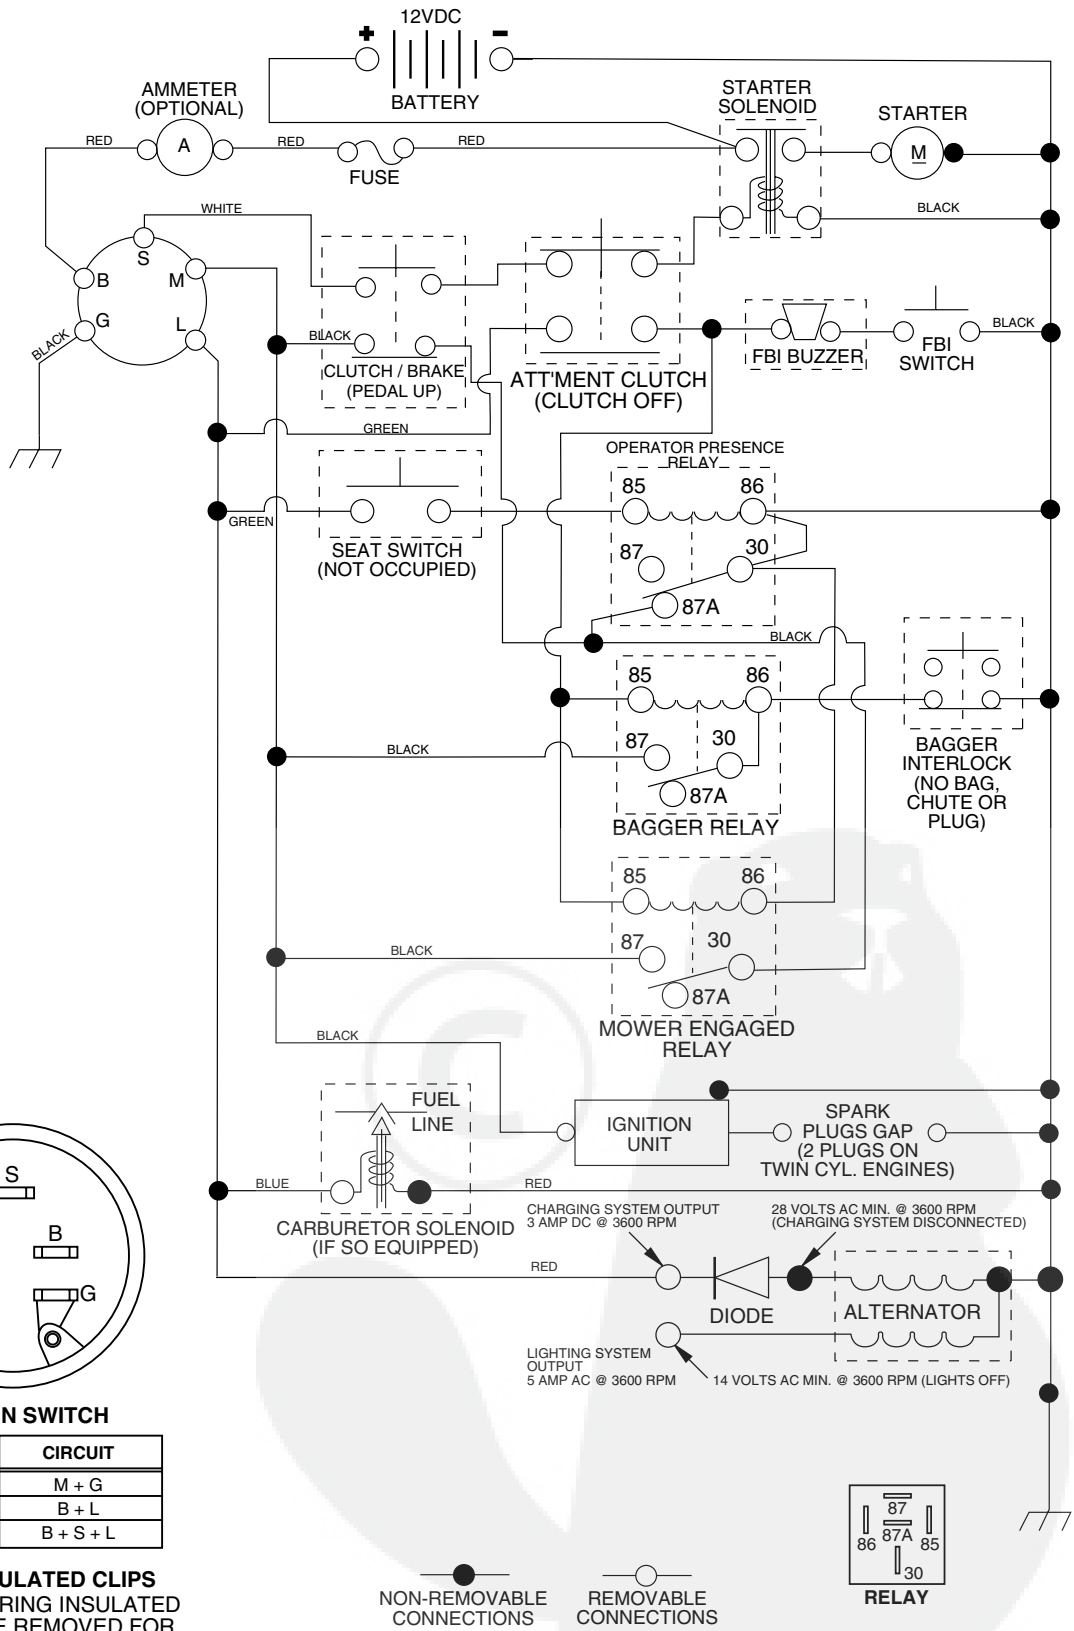 12VDC
+ -
BATTERY
AMMETER
(OPTIONAL)
A
RED
RED
RED
FUSE
STARTER
SOLENOID
STARTER
M
BLACK
WHITE
S
B
M
G
L
BLACK
BLACK
CLUTCH / BRAKE
(PEDAL UP)
ATT'MENT CLUTCH
(CLUTCH OFF)
FBI BUZZER
FBI
SWITCH
BLACK
GREEN
GREEN
SEAT SWITCH
(NOT OCCUPIED)
OPERATOR PRESENCE
RELAY
85 86
87 30
87A
BLACK
85 86
87 30
87A
BAGGER RELAY
BLACK
BAGGER
INTERLOCK
(NO BAG,
CHUTE OR
PLUG)
85 86
87 30
87A
MOWER ENGAGED
RELAY
BLACK
BLACK
C
FUEL
LINE
IGNITION
UNIT
SPARK
PLUGS GAP
(2 PLUGS ON
TWIN CYL. ENGINES)
BLUE
RED
CARBURETOR SOLENOID
(IF SO EQUIPPED)
CHARGING SYSTEM OUTPUT
3 AMP DC @ 3600 RPM
28 VOLTS AC MIN. @ 3600 RPM
(CHARGING SYSTEM DISCONNECTED)
RED
DIODE
ALTERNATOR
LIGHTING SYSTEM
OUTPUT
5 AMP AC @ 3600 RPM
14 VOLTS AC MIN. @ 3600 RPM (LIGHTS OFF)
S
B
G
N SWITCH
CIRCUIT
M + G
B + L
B + S + L
ULATED CLIPS
RING INSULATED
E REMOVED FOR
NON-REMOVABLE
CONNECTIONS
REMOVABLE
CONNECTIONS
87
86 87A 85
30
RELAY